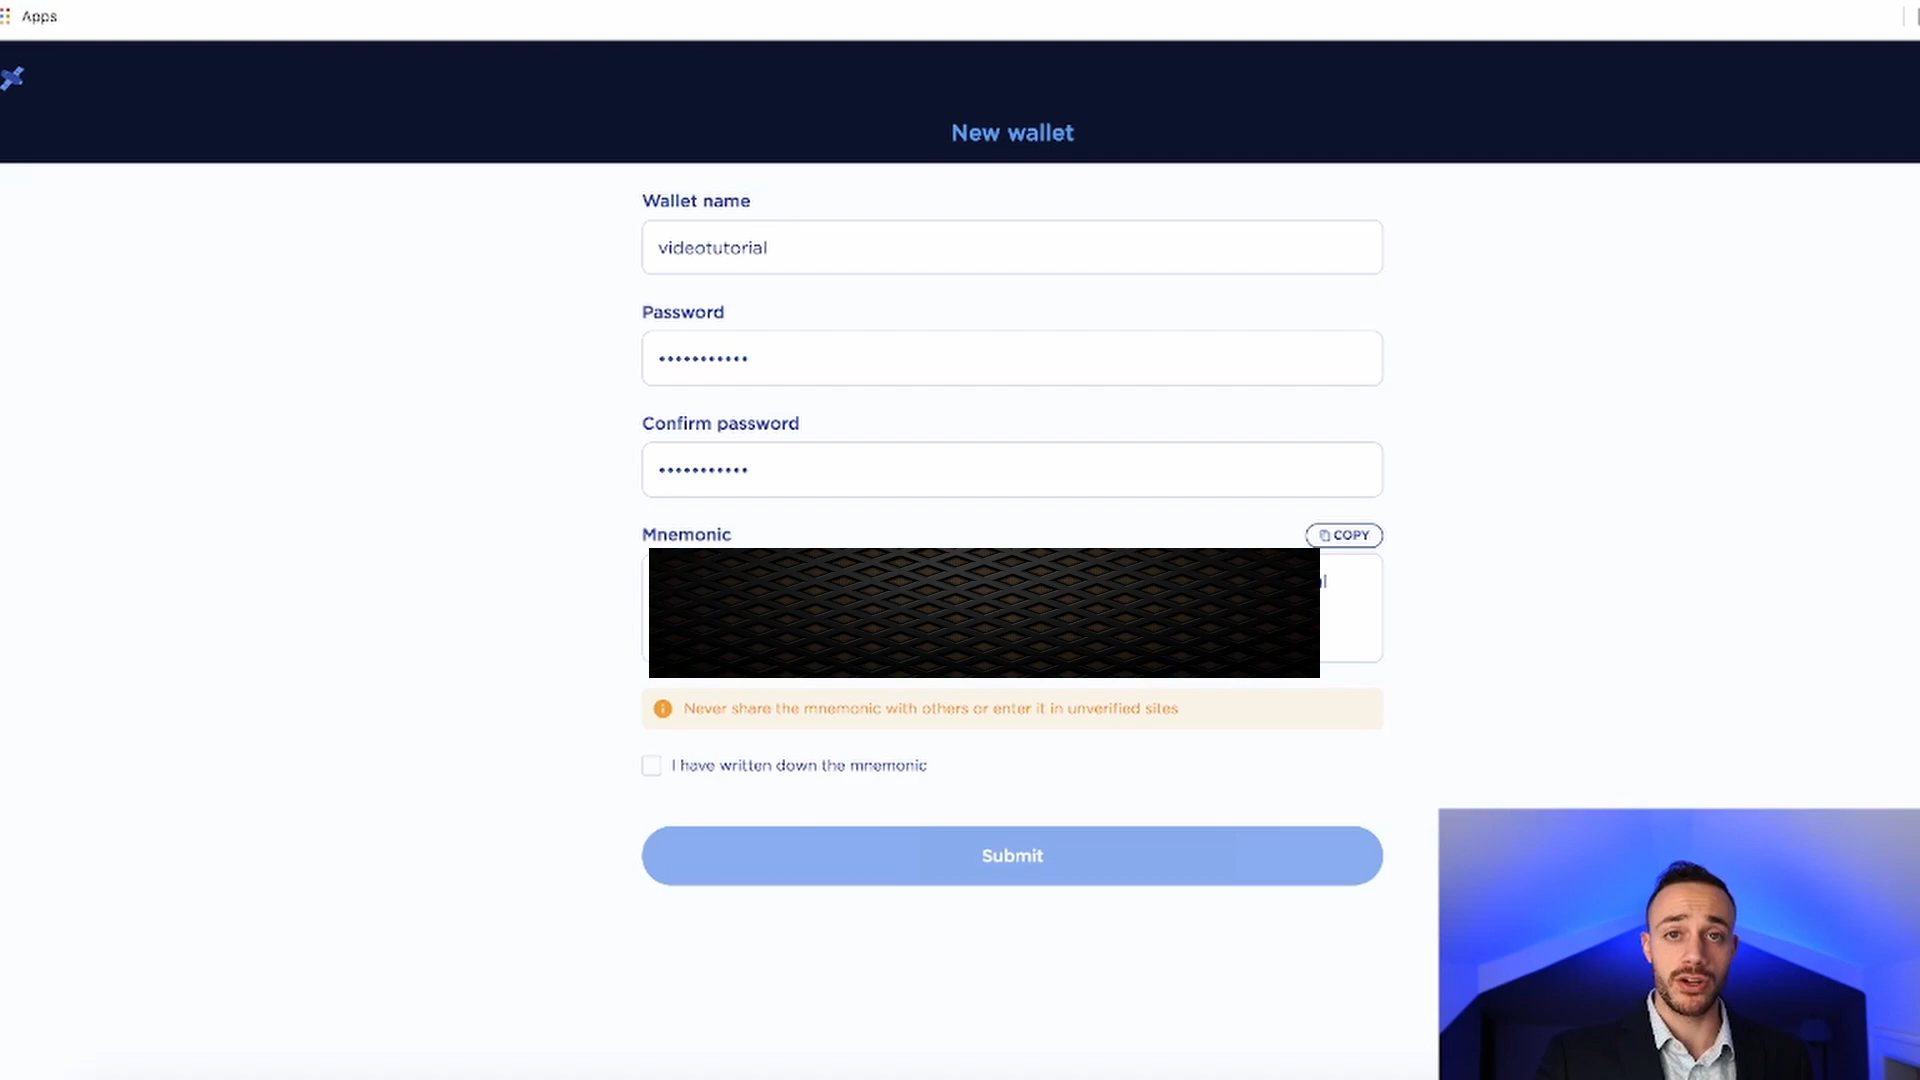 Apps
New wallet
Wallet name
videotutorial
Password
•••••••••••
Confirm password
•••••••••••
Mnemonic
COPY
Never share the mnemonic with others or enter it in unverified sites
I have written down the mnemonic
Submit